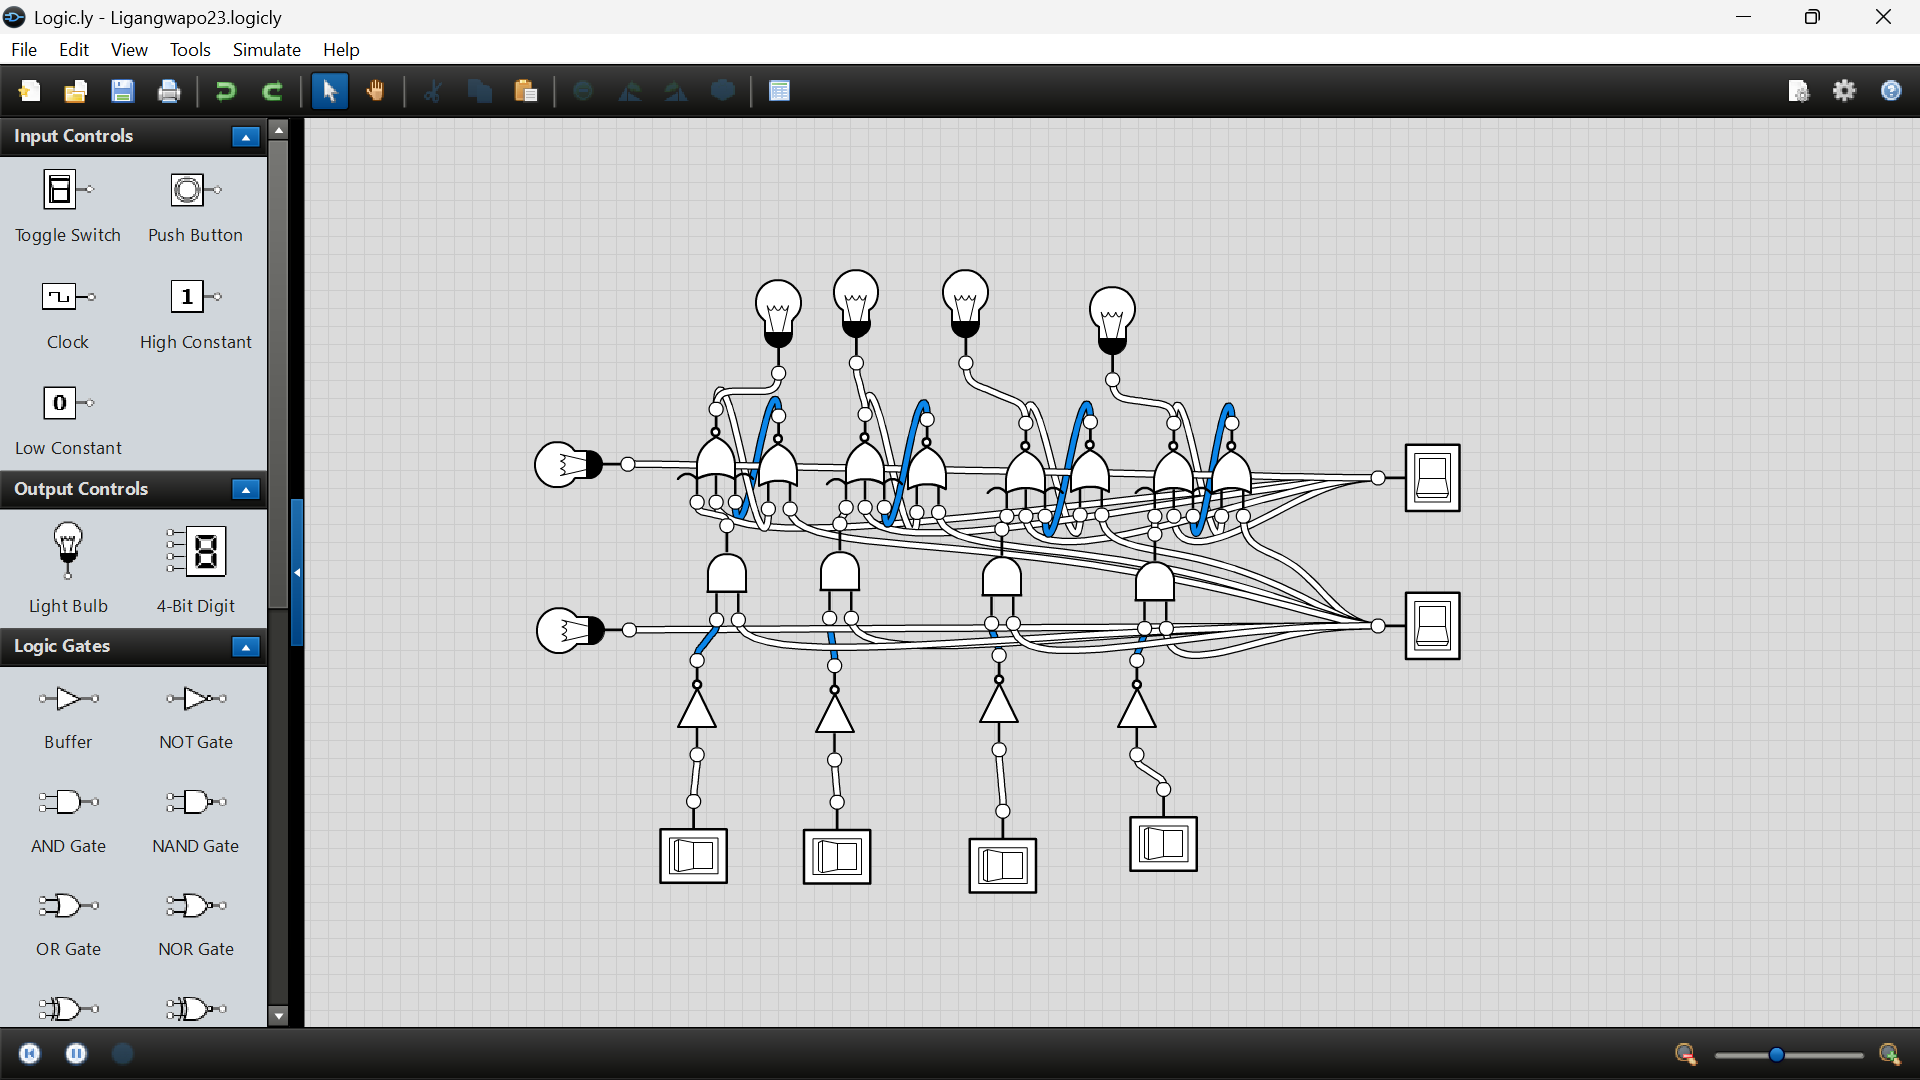 Logic.ly - Ligangwapo23.logicly
File Edit View Tools Simulate Help
Input Controls
Toggle Switch Push Button
1
Clock High Constant
0
Low Constant
Output Controls
8
Light Bulb 4-Bit Digit
Logic Gates
Buffer NOT Gate
AND Gate NAND Gate
OR Gate NOR Gate